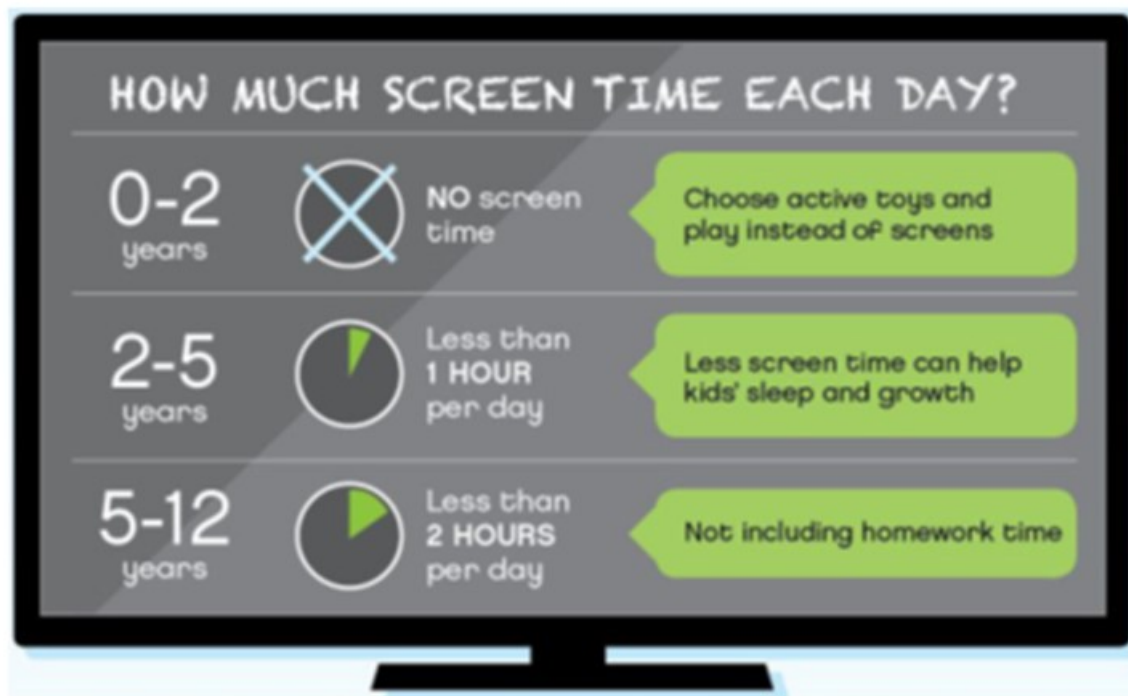 HOW MUCH SCREEN TIME EACH DAY?
0-2
years
NO screen
time
Choose active toys and
play instead of screens
2-5
years
Less than
1 HOUR
per day
Less screen time can help
kids' sleep and growth
5-12
years
Less than
2 HOURS
per day
Not including homework time